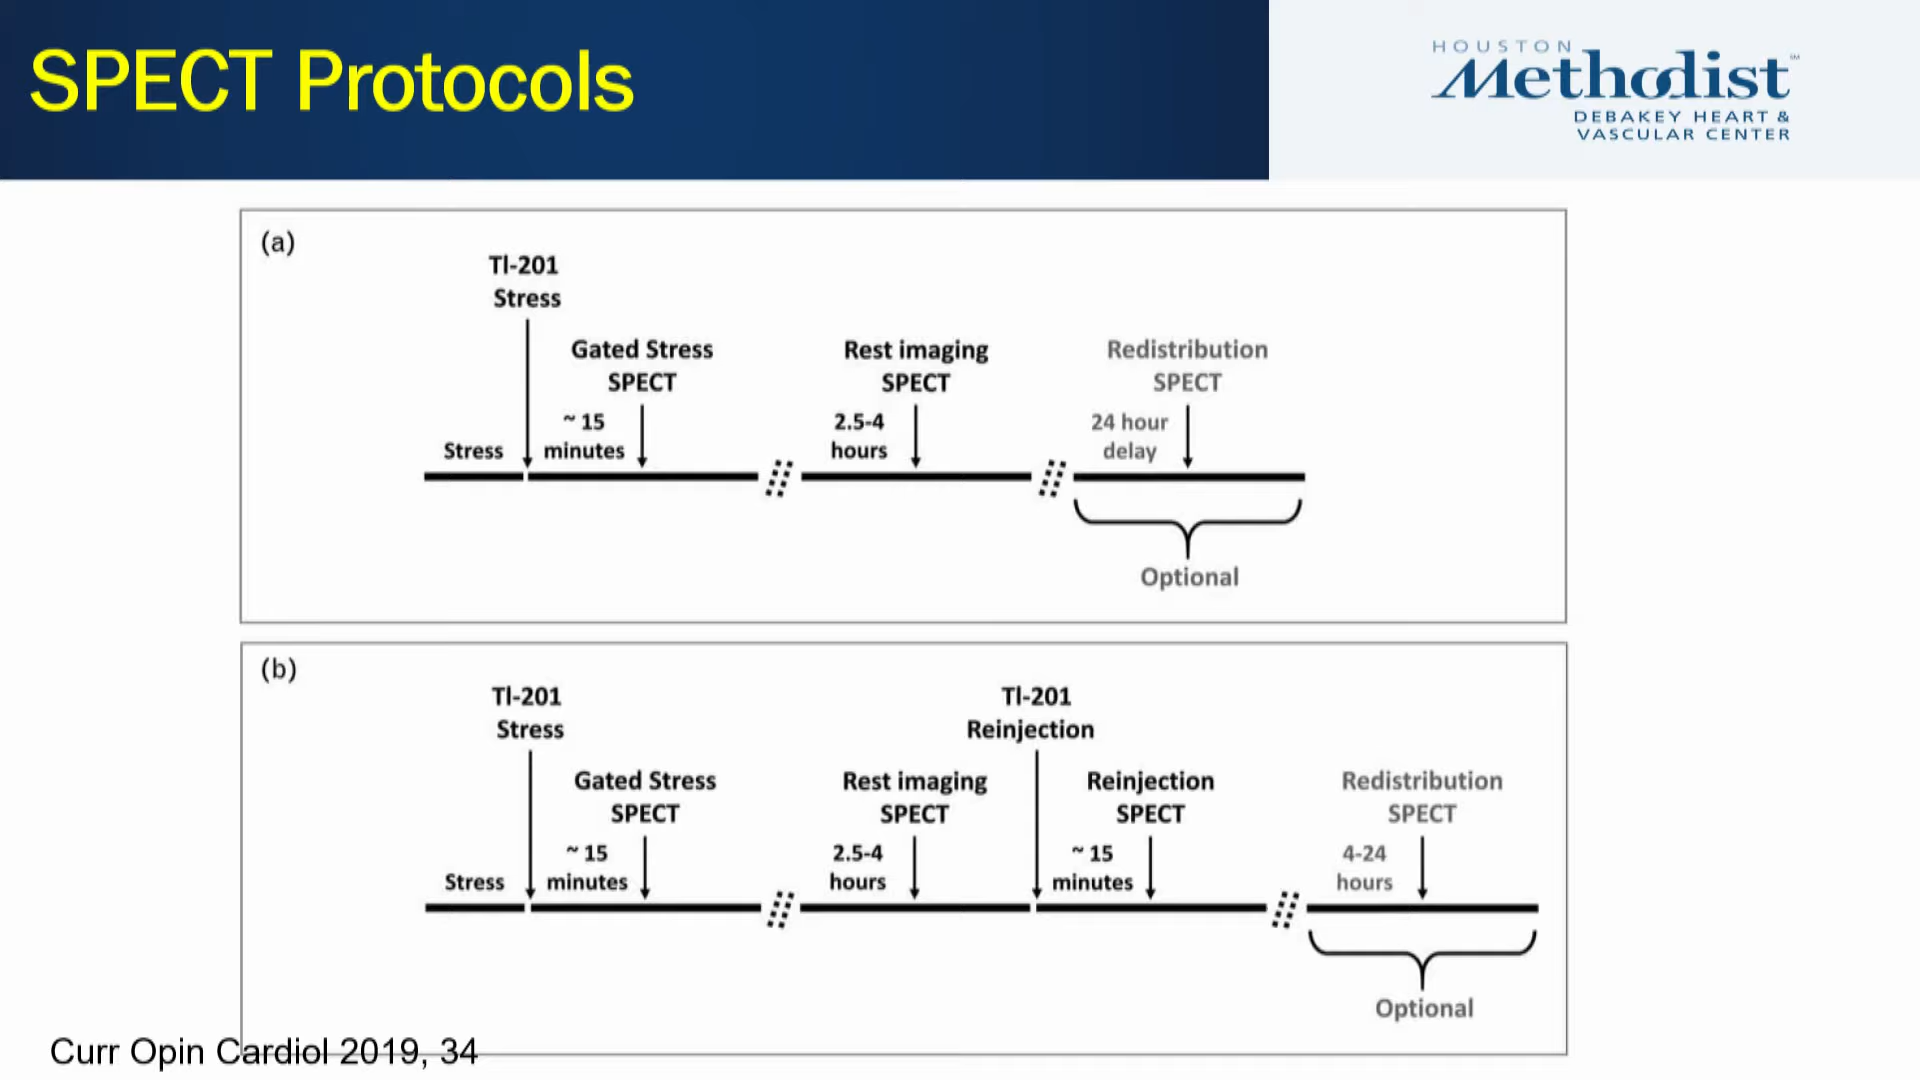 SPECT Protocols
HOUSTON
Methodist™
DEBAKEY HEART &
VASCULAR CENTER
(a)
Tl-201
Stress
Gated Stress
SPECT
Rest imaging
SPECT
Redistribution
SPECT
Stress
~ 15
minutes
2.5-4
hours
24 hour
delay
Optional
(b)
Tl-201
Stress
Tl-201
Reinjection
Gated Stress
SPECT
Rest imaging
SPECT
Reinjection
SPECT
Redistribution
SPECT
Stress
~ 15
minutes
2.5-4
hours
~ 15
minutes
4-24
hours
Optional
Curr Opin Cardiol 2019, 34